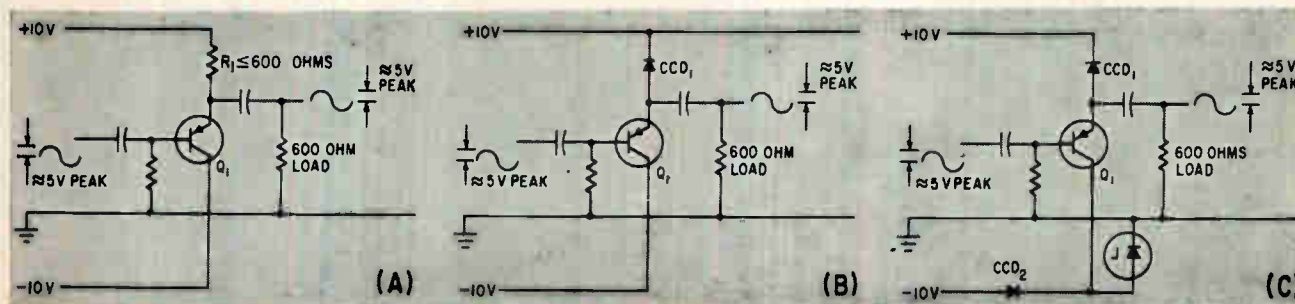 +10V
R1≤600 OHMS
≈5V
PEAK
≈5V PEAK
Q1
600 OHM
LOAD
-10V
(A)
+10V
CCD1
≈5V
PEAK
≈5V PEAK
Q1
600 OHM
LOAD
-10V
(B)
+10V
CCD1
≈5V
PEAK
≈5V PEAK
Q1
600 OHMS
LOAD
J
-10V
CCD2
(C)